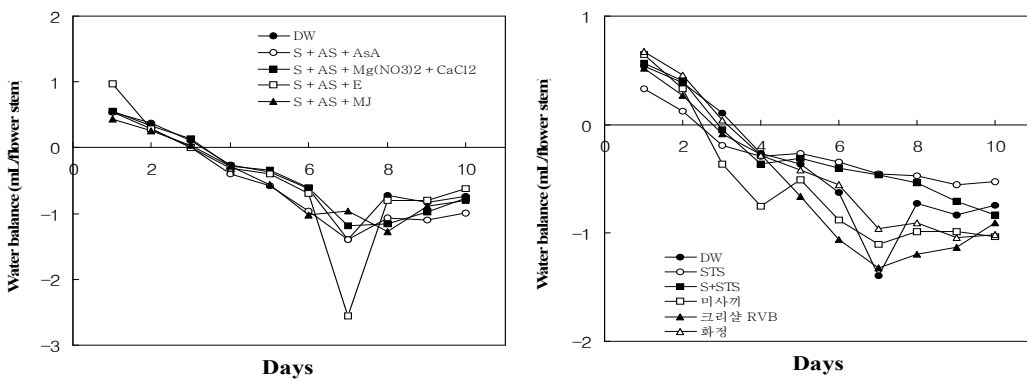 2
1
0
−1
−2
−3
0
2
4
6
8
10
Water balance (mL/flower stem)
Days
DW
S + AS + AsA
S + AS + Mg(NO3)2 + CaCl2
S + AS + E
S + AS + MJ
1
0
−1
−2
0
2
4
6
8
10
Water balance (mL/flower stem)
Days
DW
STS
S+STS
미사끼
크리샬 RVB
화정